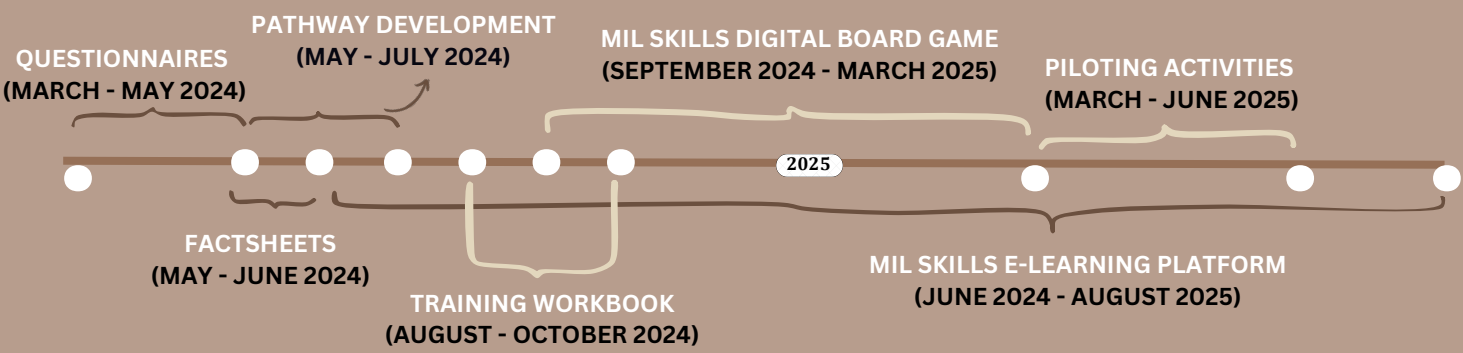 PATHWAY DEVELOPMENT
(MAY - JULY 2024)
QUESTIONNAIRES
(MARCH - MAY 2024)
MIL SKILLS DIGITAL BOARD GAME
(SEPTEMBER 2024 - MARCH 2025)
PILOTING ACTIVITIES
(MARCH - JUNE 2025)
2025
FACTSHEETS
(MAY - JUNE 2024)
TRAINING WORKBOOK
(AUGUST - OCTOBER 2024)
MIL SKILLS E-LEARNING PLATFORM
(JUNE 2024 - AUGUST 2025)